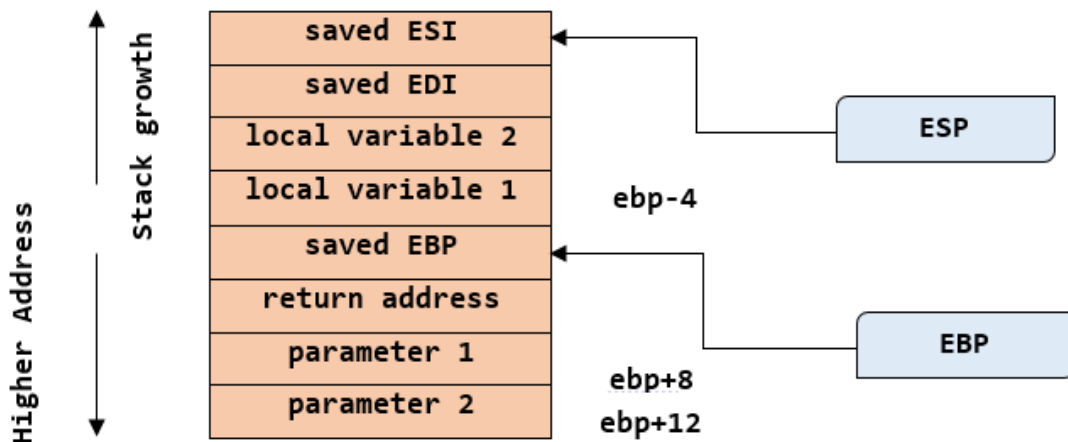 Higher Address
Stack growth
saved ESI
saved EDI
local variable 2
local variable 1
saved EBP
return address
parameter 1
parameter 2
ESP
ebp-4
EBP
ebp+8
ebp+12